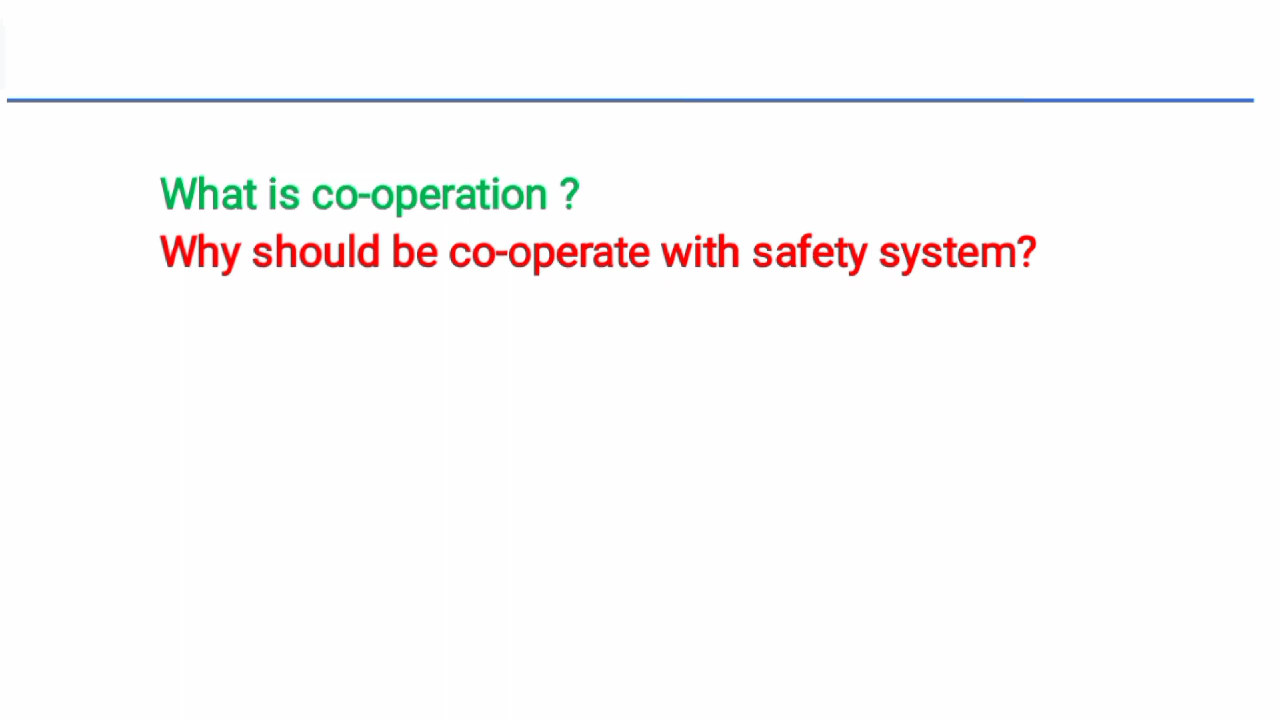 What is co-operation ?
Why should be co-operate with safety system?